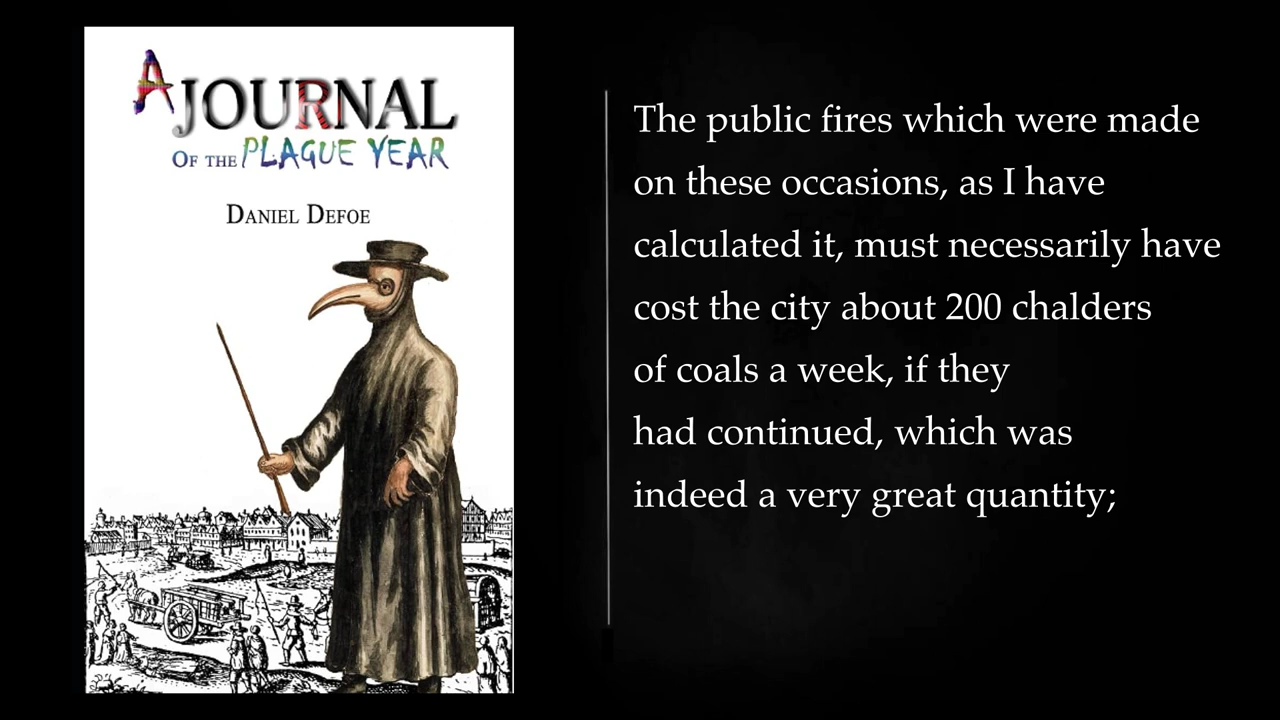 A JOURNAL
OF THE PLAGUE YEAR
DANIEL DEFOE
The public fires which were made
on these occasions, as I have
calculated it, must necessarily have
cost the city about 200 chalders
of coals a week, if they
had continued, which was
indeed a very great quantity;